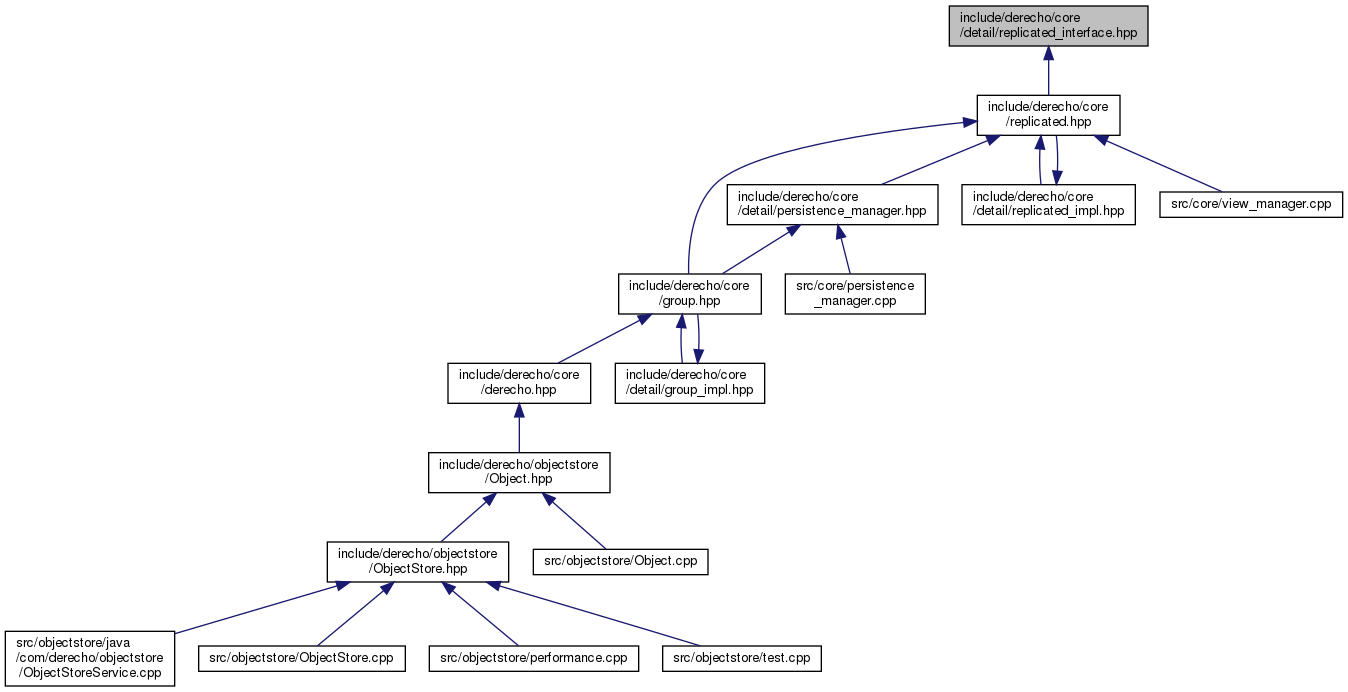 include/derecho/core
/detail/replicated_interface.hpp
include/derecho/core
/replicated.hpp
include/derecho/core
/detail/persistence_manager.hpp
include/derecho/core
/detail/replicated_impl.hpp
src/core/view_manager.cpp
include/derecho/core
/group.hpp
src/core/persistence
_manager.cpp
include/derecho/core
/derecho.hpp
include/derecho/core
/detail/group_impl.hpp
include/derecho/objectstore
/Object.hpp
include/derecho/objectstore
/ObjectStore.hpp
src/objectstore/Object.cpp
src/objectstore/java
/com/derecho/objectstore
/ObjectStoreService.cpp
src/objectstore/ObjectStore.cpp
src/objectstore/performance.cpp
src/objectstore/test.cpp